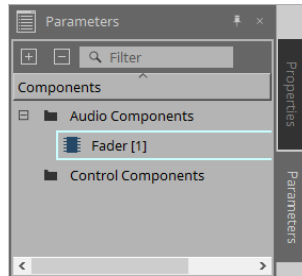 Parameters
Filter
Components
Audio Components
Fader [1]
Control Components
Properties
Parameters